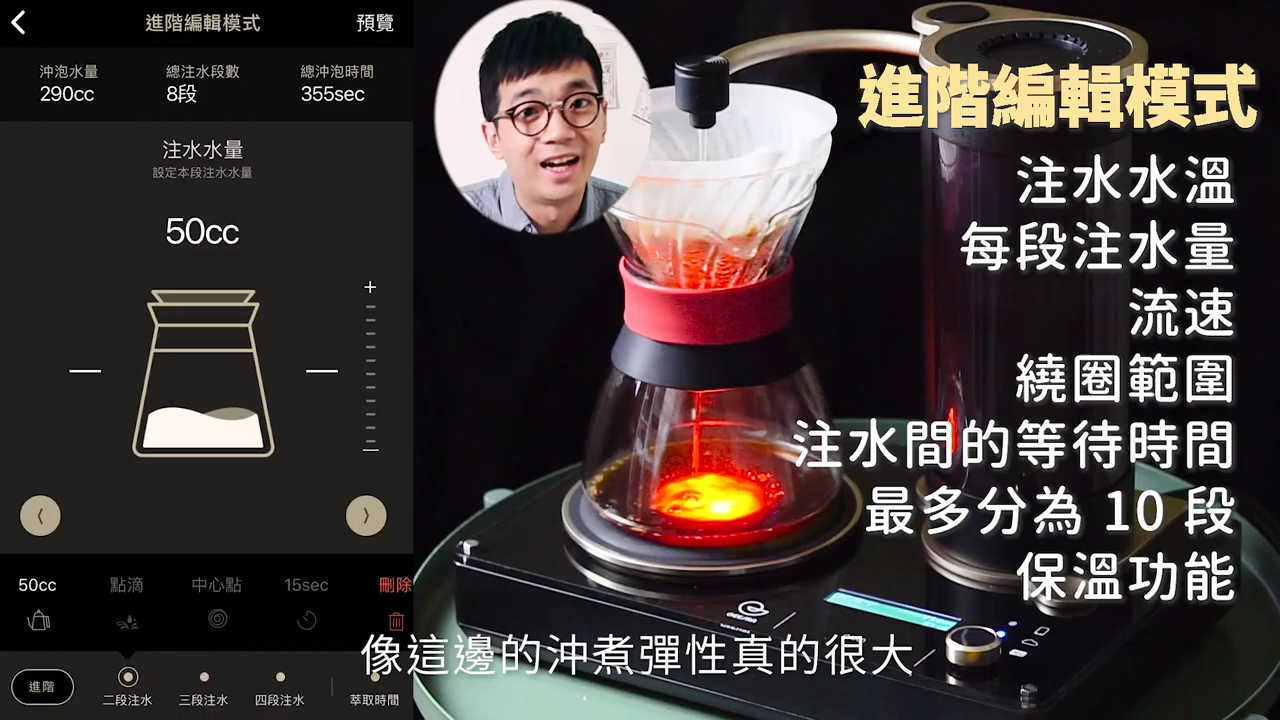 進階編輯模式
預覽
沖泡水量
總注水段數
總沖泡時間
290cc
8段
355sec
注水水量
設定本段注水水量
50cc
50cc
點滴
中心點
15sec
刪除
進階
二段注水
三段注水
四段注水
萃取時間
進階編輯模式
注水水溫
每段注水量
流速
繞圈範圍
注水間的等待時間
最多分為 10 段
保溫功能
像這邊的沖煮彈性真的很大